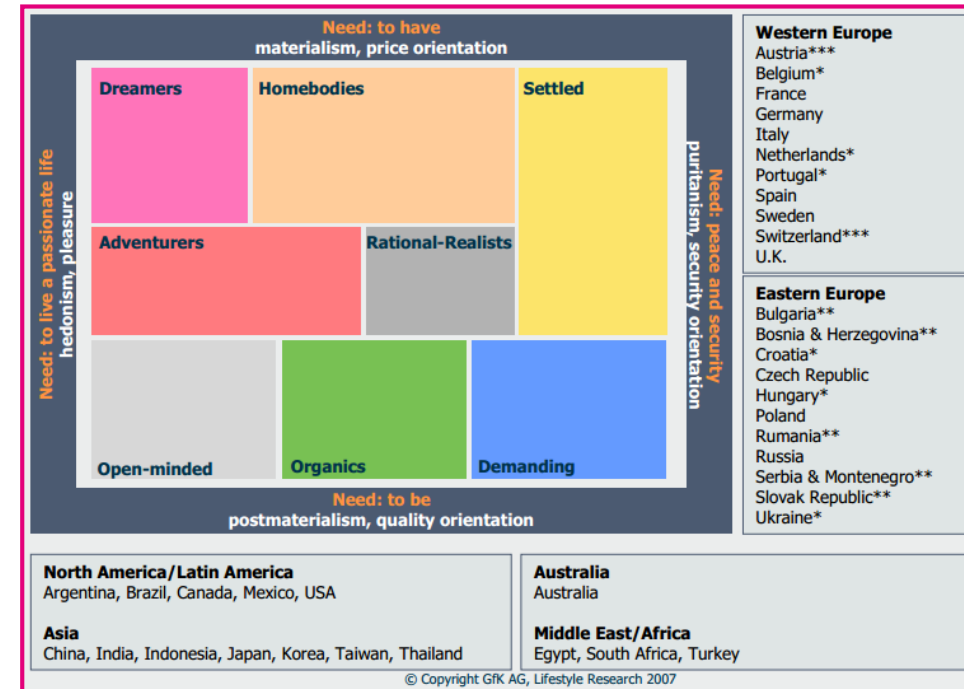 Need: to have
materialism, price orientation
Need: to live a passionate life
hedonism, pleasure
Dreamers
Homebodies
Settled
Adventurers
Rational-Realists
Open-minded
Organics
Demanding
Need: peace and security
puritanism, security orientation
Need: to be
postmaterialism, quality orientation
Western Europe
Austria***
Belgium*
France
Germany
Italy
Netherlands*
Portugal*
Spain
Sweden
Switzerland***
U.K.
Eastern Europe
Bulgaria**
Bosnia & Herzegovina**
Croatia*
Czech Republic
Hungary*
Poland
Rumania**
Russia
Serbia & Montenegro**
Slovak Republic**
Ukraine*
North America/Latin America
Argentina, Brazil, Canada, Mexico, USA
Asia
China, India, Indonesia, Japan, Korea, Taiwan, Thailand
Australia
Australia
Middle East/Africa
Egypt, South Africa, Turkey
© Copyright GfK AG, Lifestyle Research 2007